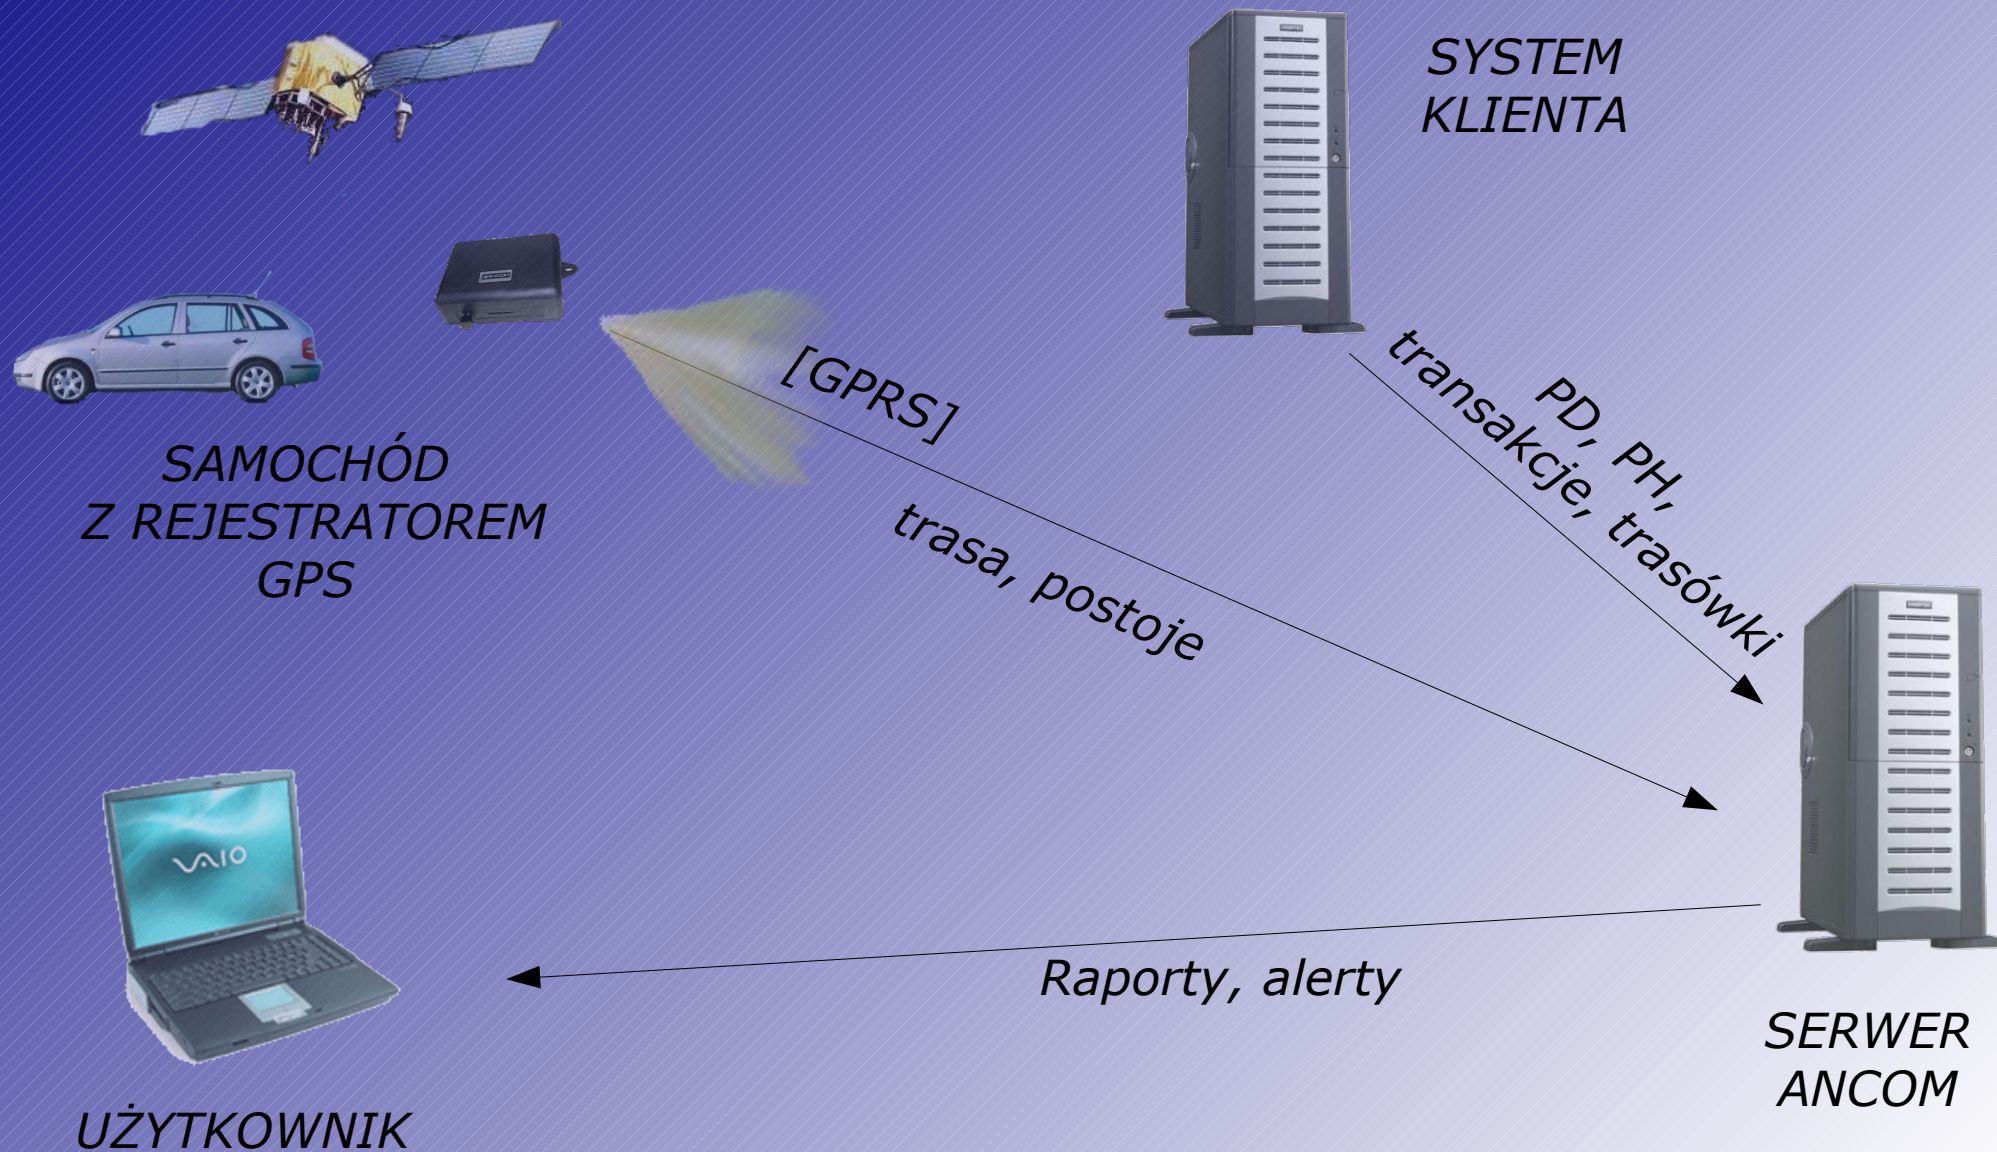 SYSTEM
KLIENTA
[GPRS]
PD, PH,
transakcje, trasówki
SAMOCHÓD
Z REJESTRATOREM
GPS
trasa, postoje
VAIO
Raporty, alerty
SERWER
ANCOM
UŻYTKOWNIK